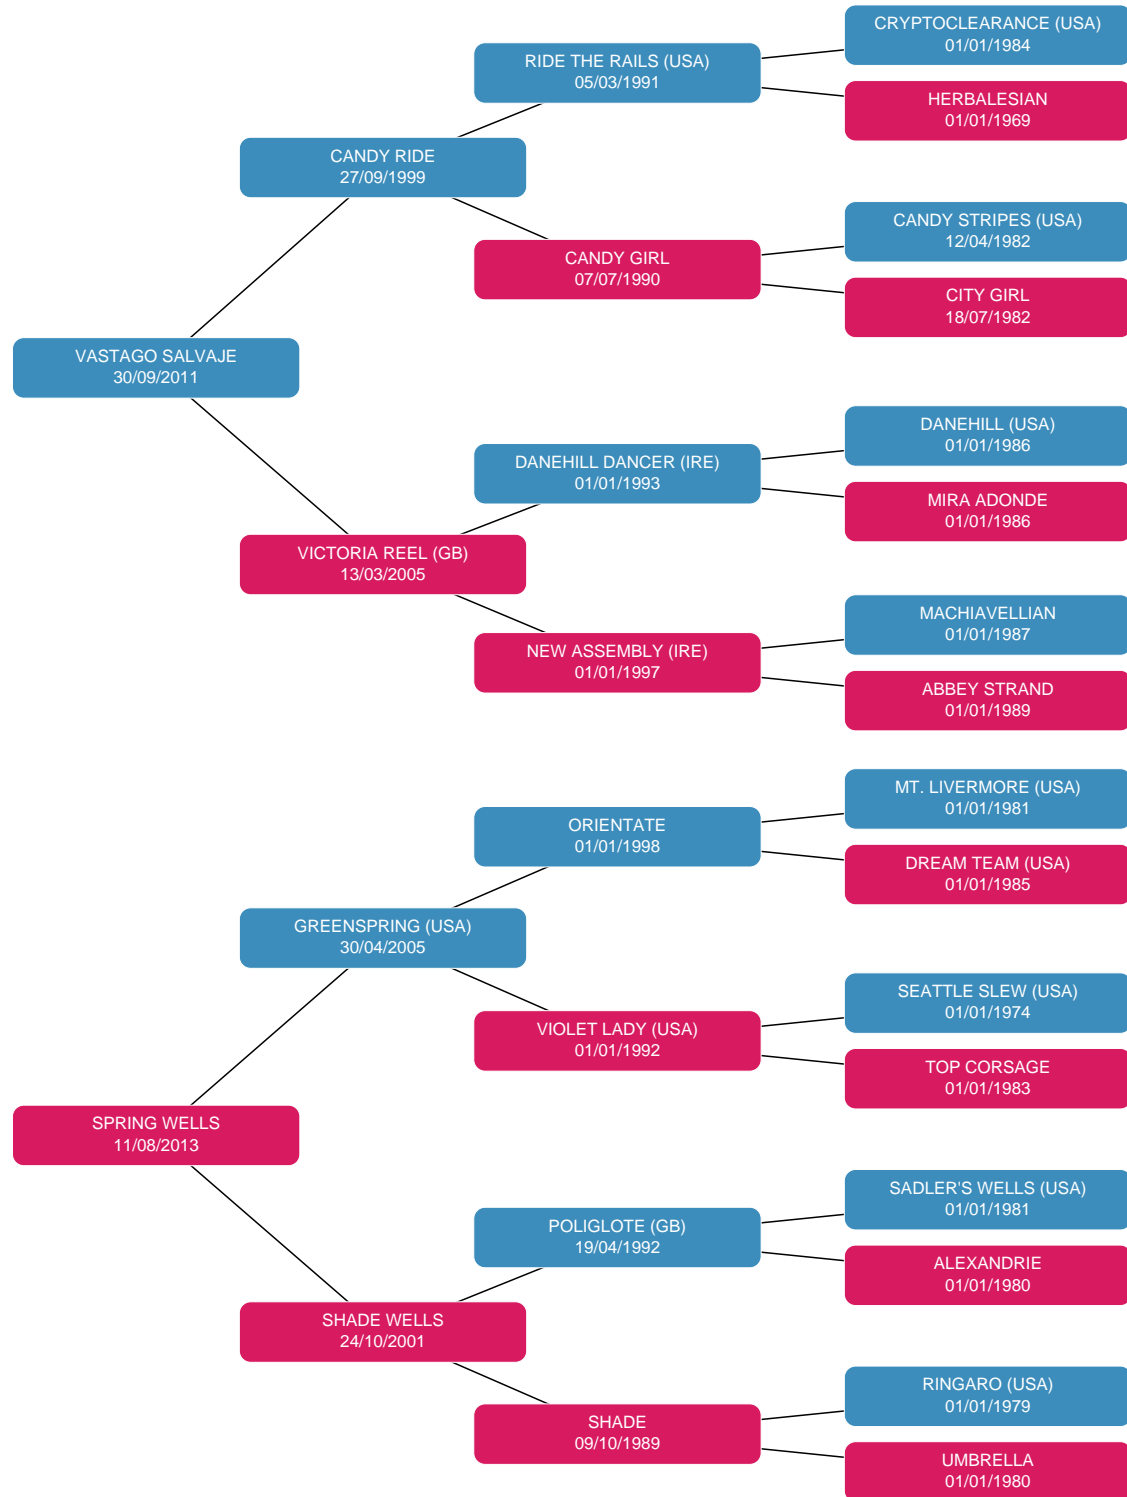 CRYPTOCLEARANCE (USA)
01/01/1984
RIDE THE RAILS (USA)
05/03/1991
HERBALESIAN
01/01/1969
CANDY RIDE
27/09/1999
CANDY STRIPES (USA)
12/04/1982
CANDY GIRL
07/07/1990
CITY GIRL
18/07/1982
VASTAGO SALVAJE
30/09/2011
DANEHILL (USA)
01/01/1986
DANEHILL DANCER (IRE)
01/01/1993
MIRA ADONDE
01/01/1986
VICTORIA REEL (GB)
13/03/2005
MACHIAVELLIAN
01/01/1987
NEW ASSEMBLY (IRE)
01/01/1997
ABBEY STRAND
01/01/1989
MT. LIVERMORE (USA)
01/01/1981
ORIENTATE
01/01/1998
DREAM TEAM (USA)
01/01/1985
GREENSPRING (USA)
30/04/2005
SEATTLE SLEW (USA)
01/01/1974
VIOLET LADY (USA)
01/01/1992
TOP CORSAGE
01/01/1983
SPRING WELLS
11/08/2013
SADLER'S WELLS (USA)
01/01/1981
POLIGLOTE (GB)
19/04/1992
ALEXANDRIE
01/01/1980
SHADE WELLS
24/10/2001
RINGARO (USA)
01/01/1979
SHADE
09/10/1989
UMBRELLA
01/01/1980